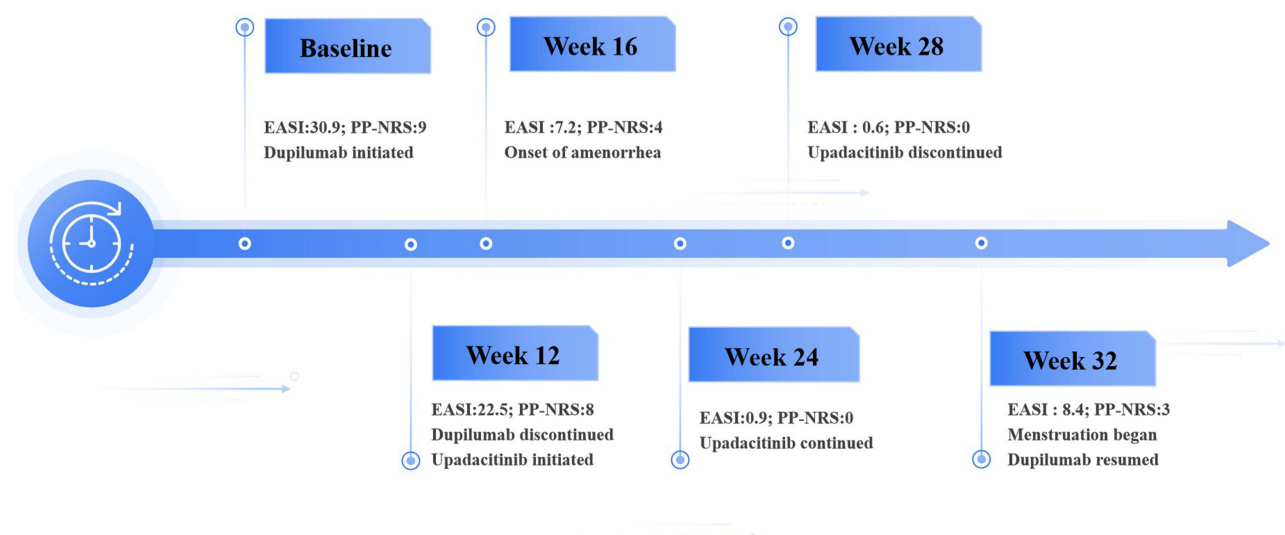 Baseline
EASI:30.9; PP-NRS:9
Dupilumab initiated
Week 12
EASI:22.5; PP-NRS:8
Dupilumab discontinued
Upadacitinib initiated
Week 16
EASI :7.2; PP-NRS:4
Onset of amenorrhea
Week 24
EASI:0.9; PP-NRS:0
Upadacitinib continued
Week 28
EASI : 0.6; PP-NRS:0
Upadacitinib discontinued
Week 32
EASI : 8.4; PP-NRS:3
Menstruation began
Dupilumab resumed